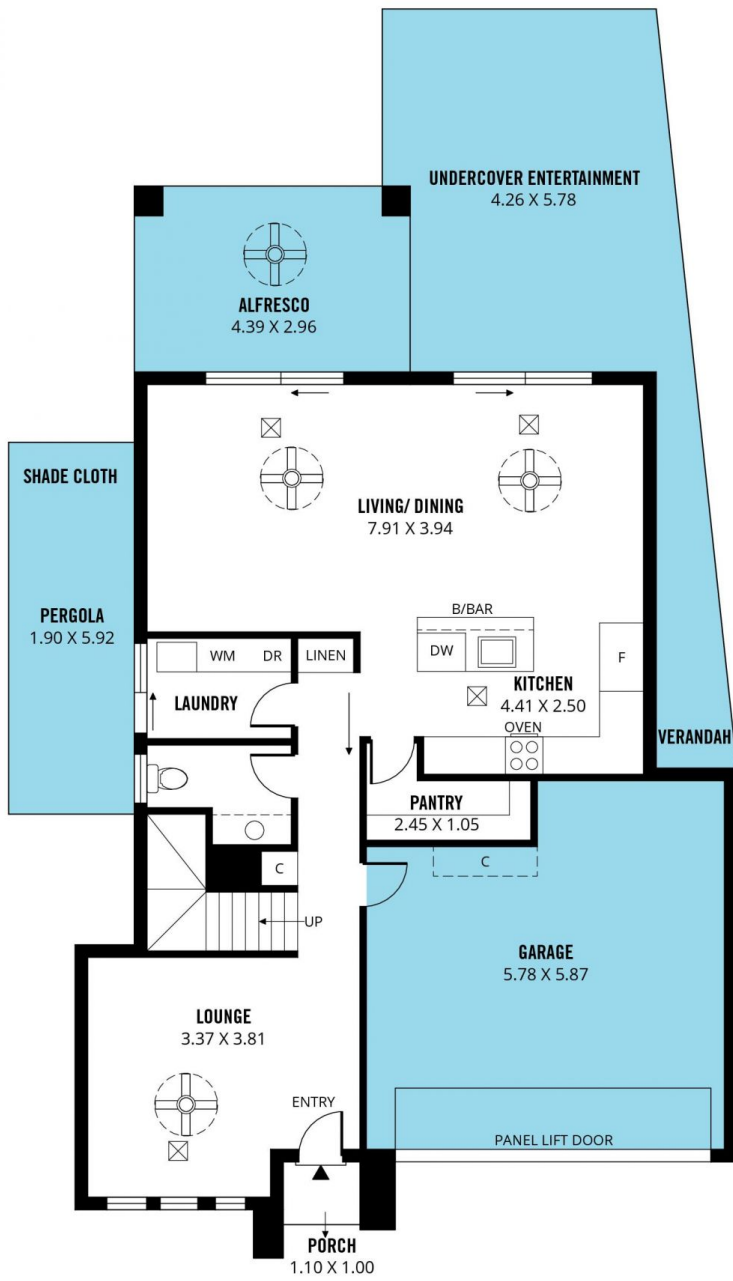 UNDERCOVER ENTERTAINMENT
4.26 X 5.78
ALFRESCO
4.39 X 2.96
SHADE CLOTH
LIVING/ DINING
7.91 X 3.94
PERGOLA
1.90 X 5.92
B/BAR
WM
DR
LINEN
DW
F
KITCHEN
4.41 X 2.50
LAUNDRY
OVEN
VERANDAH
PANTRY
2.45 X 1.05
C
C
UP
GARAGE
5.78 X 5.87
LOUNGE
3.37 X 3.81
ENTRY
PANEL LIFT DOOR
PORCH
1.10 X 1.00